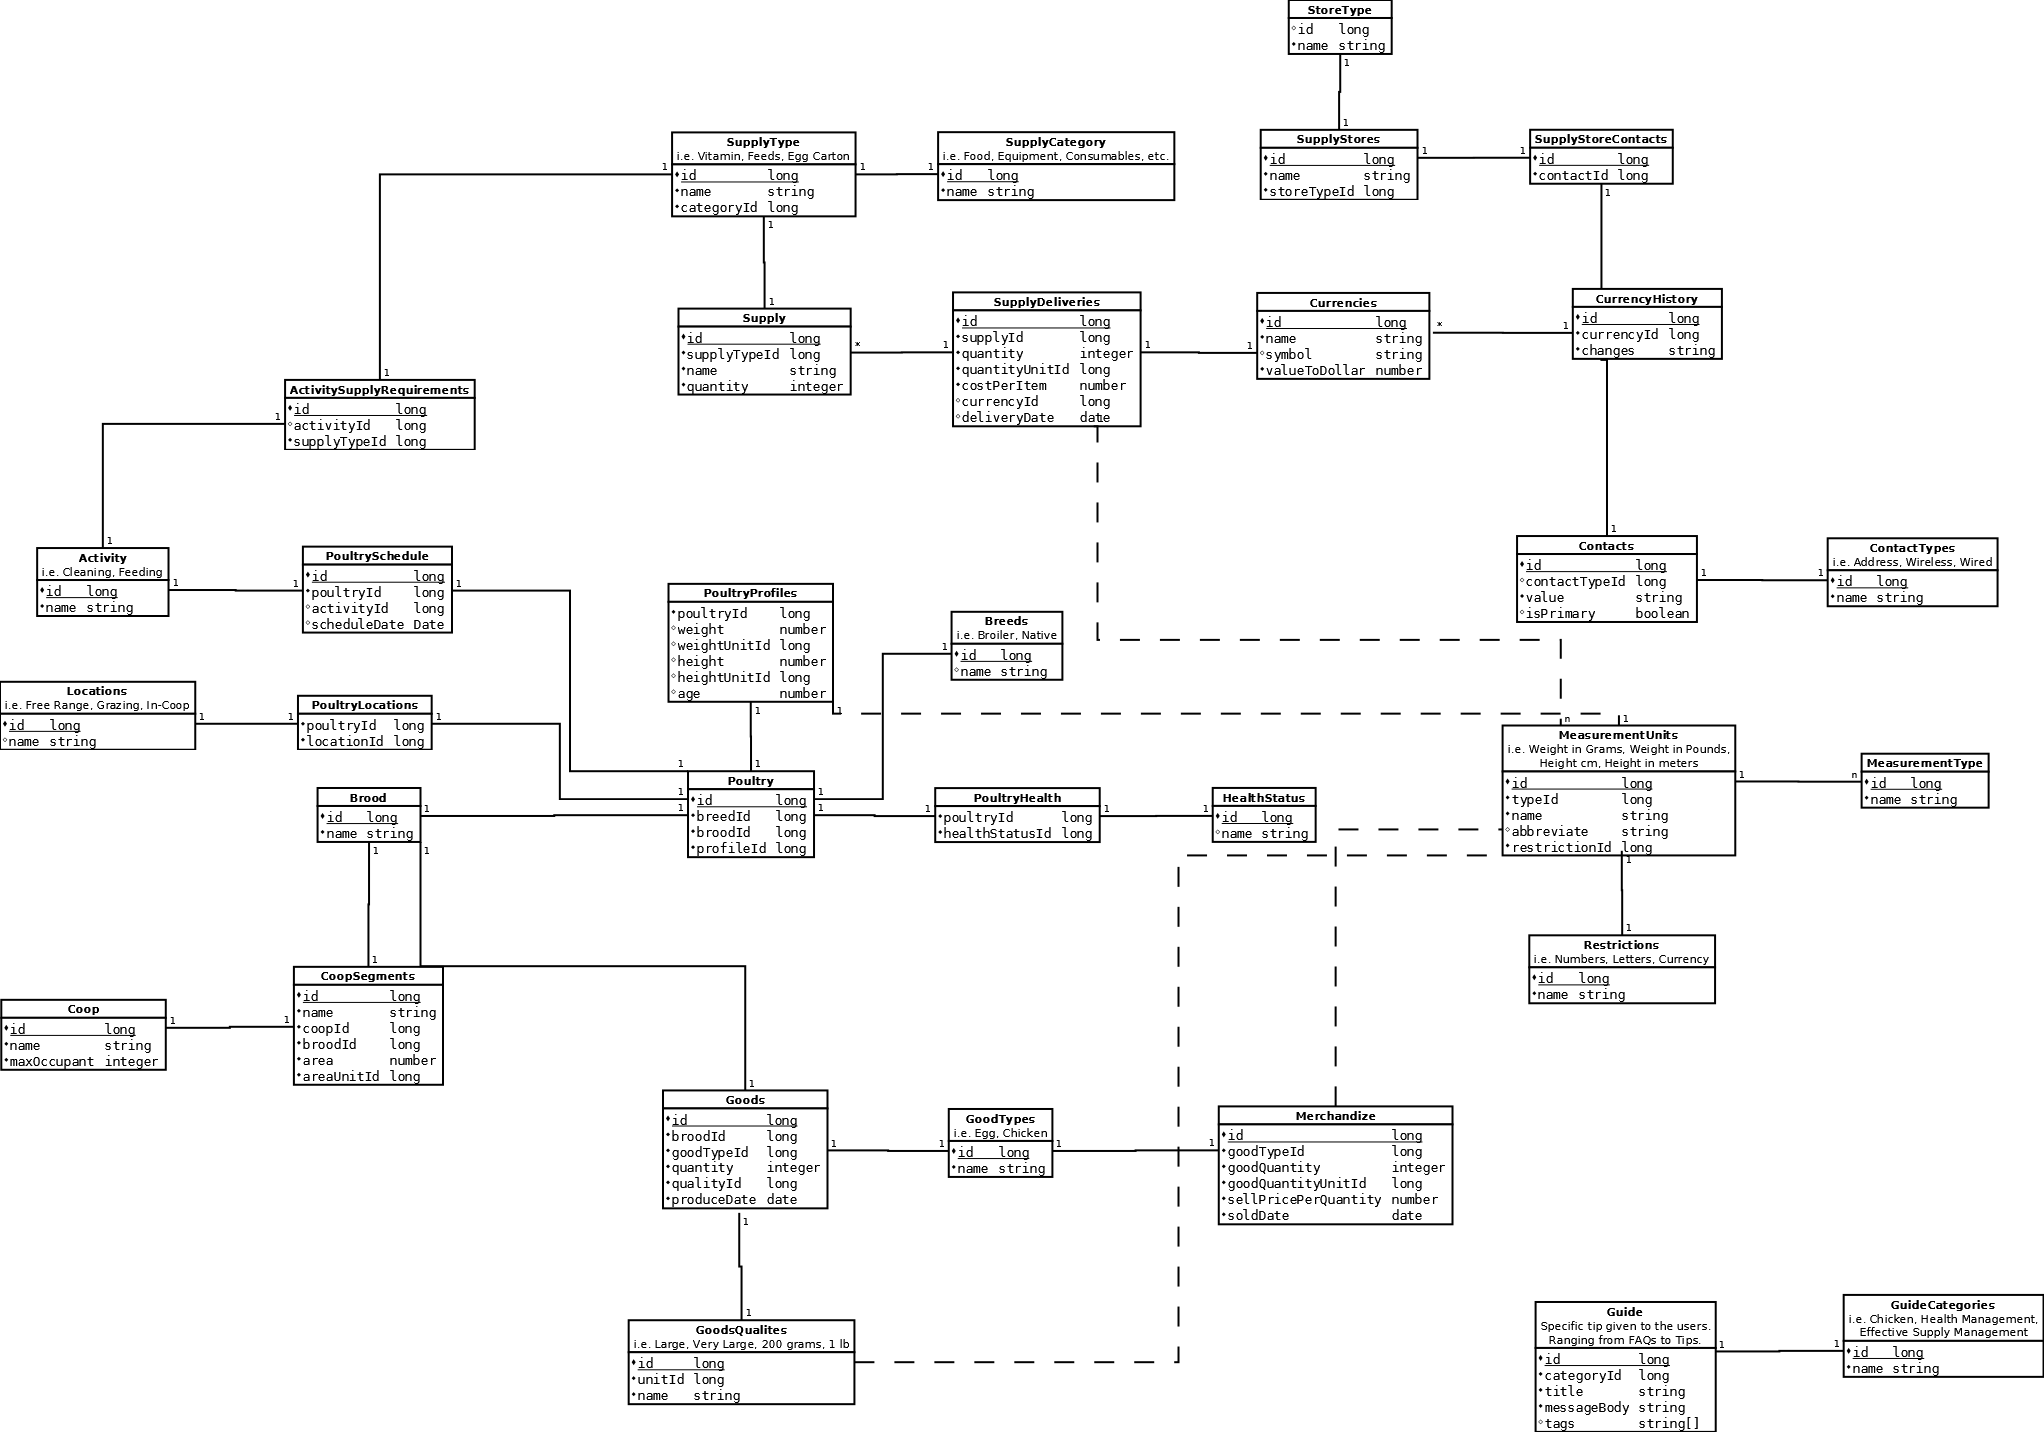 StoreType
id long
name string
1
1
SupplyStores
id long
name string
storeTypeId long
1
1
SupplyStoreContacts
id long
contactId long
1
SupplyType
i.e. Vitamin, Feeds, Egg Carton
id long
name string
categoryId long
1
1
1
1
SupplyCategory
i.e. Food, Equipment, Consumables, etc.
id long
name string
1
Supply
id long
supplyTypeId long
name string
quantity integer
*
1
SupplyDeliveries
id long
supplyId long
quantity integer
quantityUnitId long
costPerItem number
currencyId long
deliveryDate date
1
1
Currencies
id long
name string
symbol string
valueToDollar number
*
1
CurrencyHistory
id long
currencyId long
changes string
1
ActivitySupplyRequirements
id long
activityId long
supplyTypeId long
1
1
Activity
i.e. Cleaning, Feeding
id long
name string
1
1
PoultrySchedule
id long
poultryId long
activityId long
scheduleDate Date
1
PoultryProfiles
poultryId long
weight number
weightUnitId long
height number
heightUnitId long
age number
1
1
1
Breeds
i.e. Broiler, Native
id long
name string
1
Contacts
id long
contactTypeId long
value string
isPrimary boolean
1
1
1
ContactTypes
i.e. Address, Wireless, Wired
id long
name string
Locations
i.e. Free Range, Grazing, In-Coop
id long
name string
1
1
PoultryLocations
poultryId long
locationId long
1
1
1
1
Poultry
id long
breedId long
broodId long
profileId long
1
1
1
PoultryHealth
poultryId long
healthStatusId long
1
1
HealthStatus
id long
name string
n
1
MeasurementUnits
i.e. Weight in Grams, Weight in Pounds,
Height cm, Height in meters
id long
typeId long
name string
abbreviate string
restrictionId long
1
n
1
MeasurementType
id long
name string
Brood
id long
name string
1
1
1
1
Restrictions
i.e. Numbers, Letters, Currency
id long
name string
1
CoopSegments
id long
name string
coopId long
broodId long
area number
areaUnitId long
1
1
Coop
id long
name string
maxOccupant integer
1
Goods
id long
broodId long
goodTypeId long
quantity integer
qualityId long
produceDate date
1
1
1
GoodTypes
i.e. Egg, Chicken
id long
name string
1
1
Merchandize
id long
goodTypeId long
goodQuantity integer
goodQuantityUnitId long
sellPricePerQuantity number
soldDate date
1
GoodsQualites
i.e. Large, Very Large, 200 grams, 1 lb
id long
unitId long
name string
Guide
Specific tip given to the users.
Ranging from FAQs to Tips.
id long
categoryId long
title string
messageBody string
tags string[]
1
1
GuideCategories
i.e. Chicken, Health Management,
Effective Supply Management
id long
name string